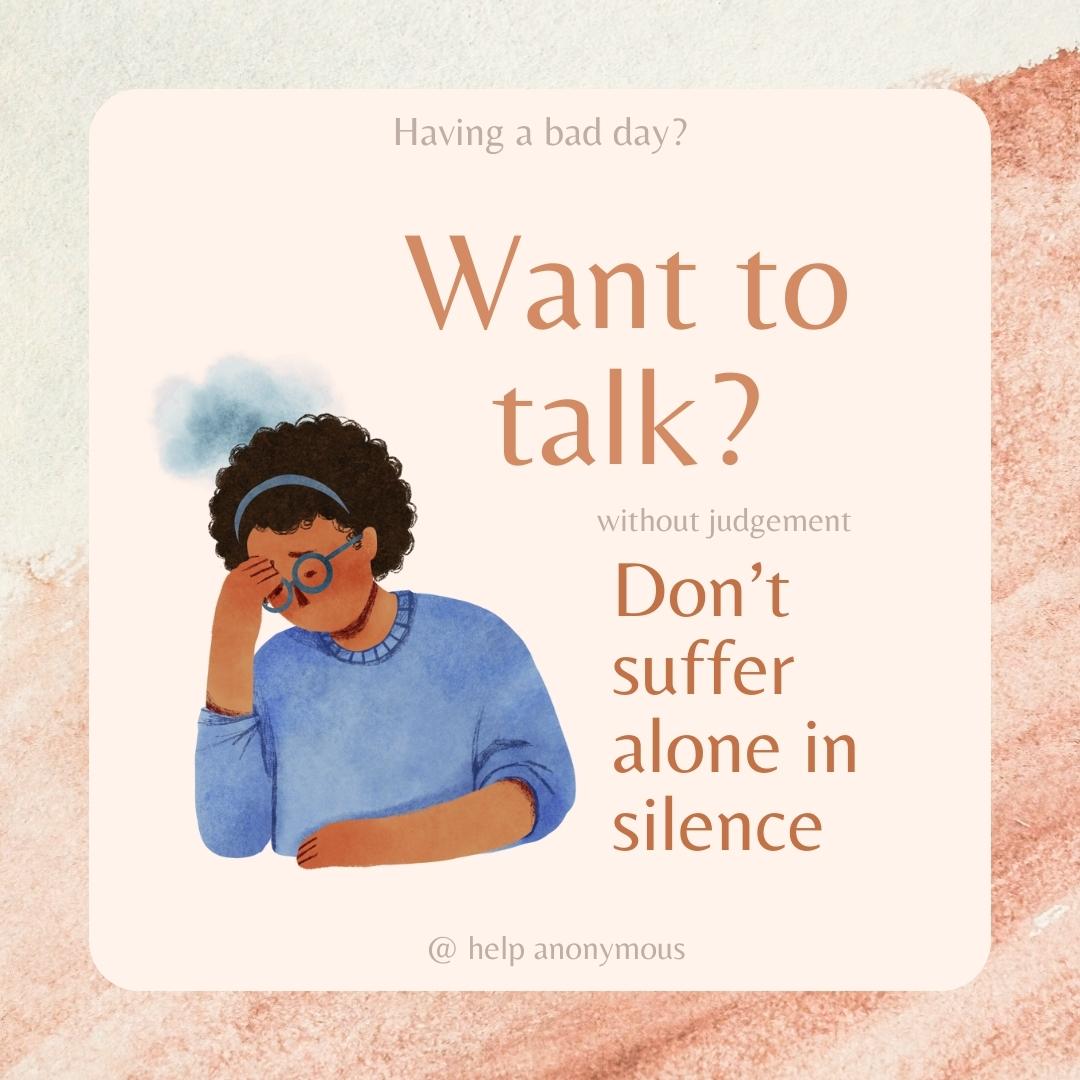 Having a bad day?
Want to
talk?
without judgement
Don’t
suffer
alone in
silence
@ help anonymous